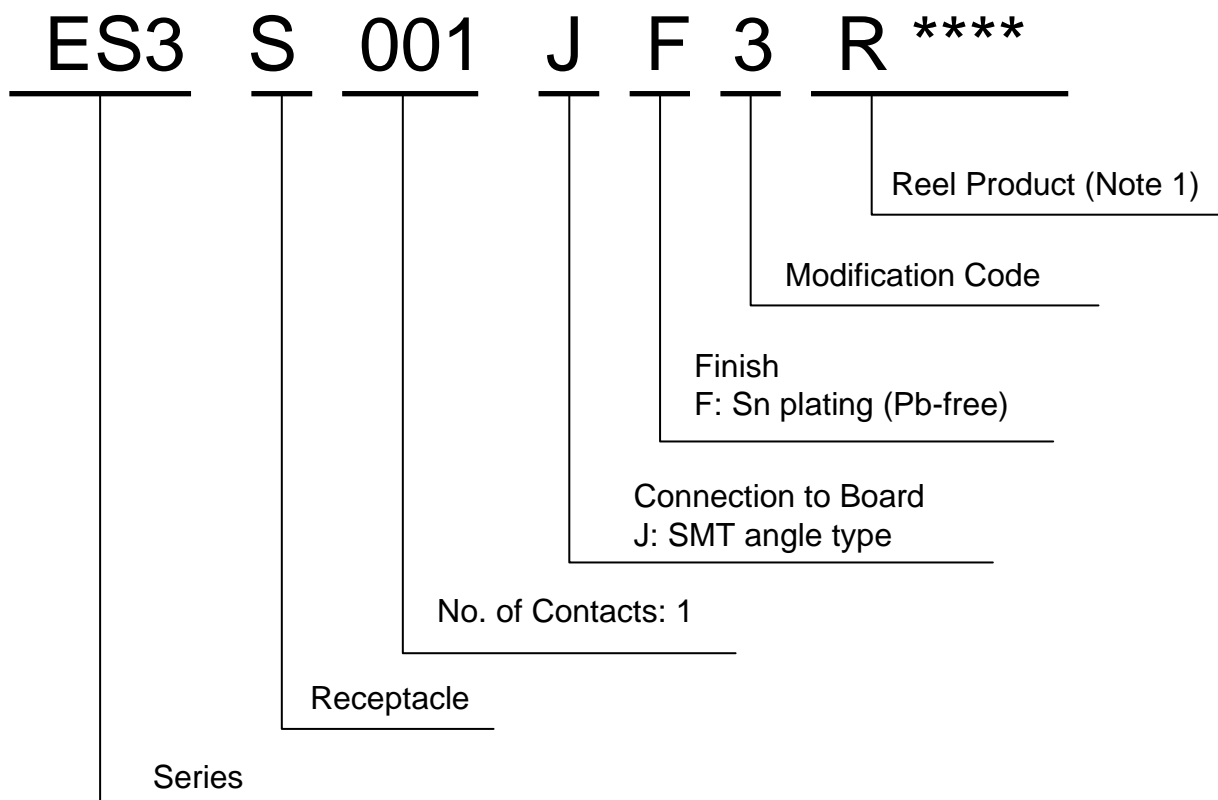 ES3 S 001 J F 3 R ****
Reel Product (Note 1)
Modification Code
Finish
F: Sn plating (Pb-free)
Connection to Board
J: SMT angle type
No. of Contacts: 1
Receptacle
Series